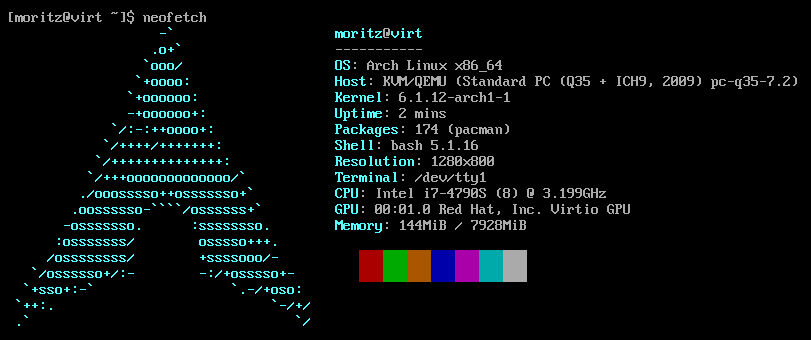 [moritz@virt ~]$ neofetch
                   -`                    moritz@virt
                  .o+`                   -----------
                 `ooo/                   OS: Arch Linux x86_64
                `+oooo:                  Host: KVM/QEMU (Standard PC (Q35 + ICH9, 2009) pc-q35-7.2)
               `+oooooo:                 Kernel: 6.1.12-arch1-1
               -+oooooo+:                Uptime: 2 mins
             `/:-:++oooo+:               Packages: 174 (pacman)
            `/++++/+++++++:              Shell: bash 5.1.16
           `/++++++++++++++:             Resolution: 1280x800
          `/+++ooooooooooooo/`           Terminal: /dev/tty1
         ./ooosssso++osssssso+`          CPU: Intel i7-4790S (8) @ 3.199GHz
        .oossssso-````/ossssss+`         GPU: 00:01.0 Red Hat, Inc. Virtio GPU
       -osssssso.      :ssssssso.        Memory: 144MiB / 7928MiB
      :osssssss/        osssso+++.
     /ossssssss/        +ssssooo/-
   `/ossssso+/:-        -:/+osssso+-
  `+sso+:-`                 `.-/+oso:
 `++:.                           `-/+/
 .`                                 `/